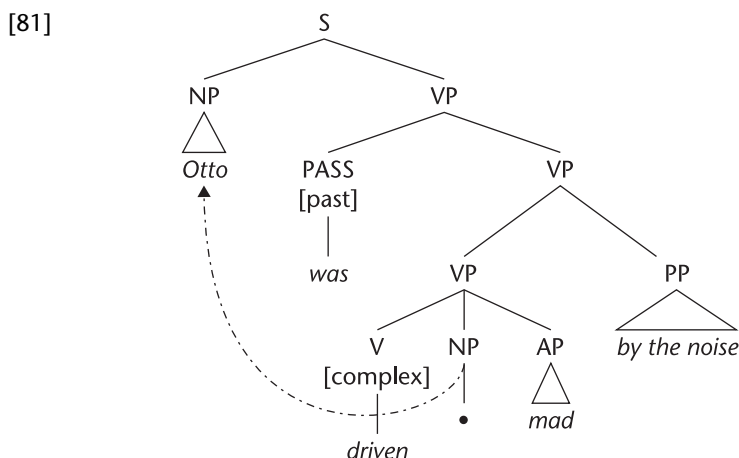 [81]
S
NP VP
Otto PASS VP
[past]
was VP PP
V NP AP by the noise
[complex]
• mad
driven